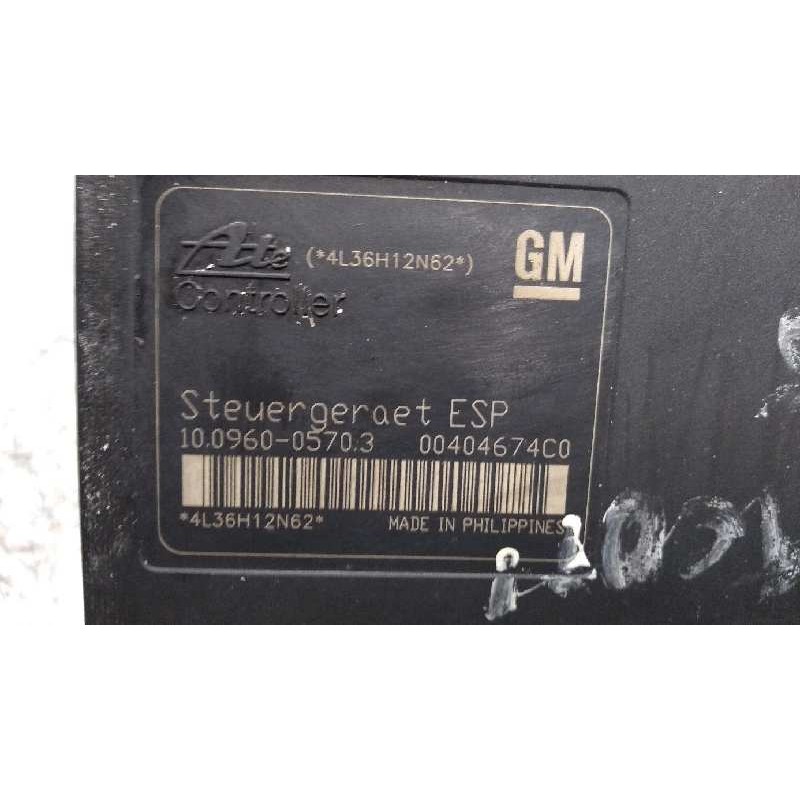 Ate (*4L36H12N62*) GM
Controller
Steuergeraet ESP
10.0960-0570.3 00404674C0
*4L36H12N62* MADE IN PHILIPPINES